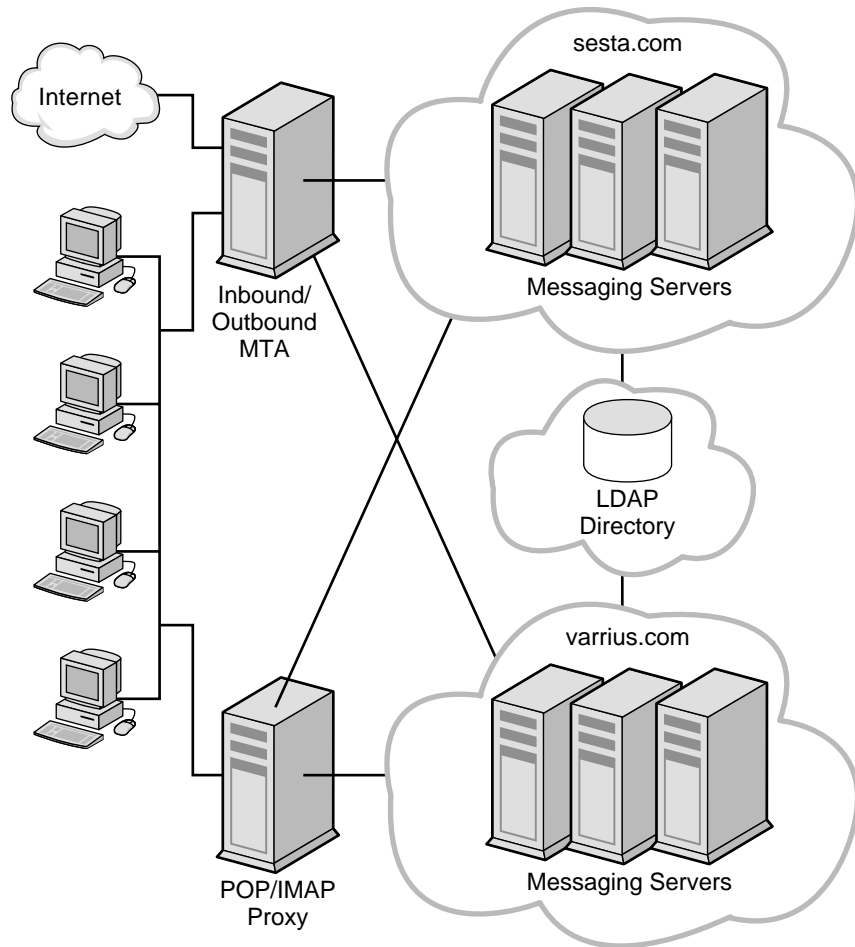 sesta.com
Internet
Messaging Servers
Inbound/
Outbound
MTA
LDAP
Directory
varrius.com
POP/IMAP
Proxy
Messaging Servers